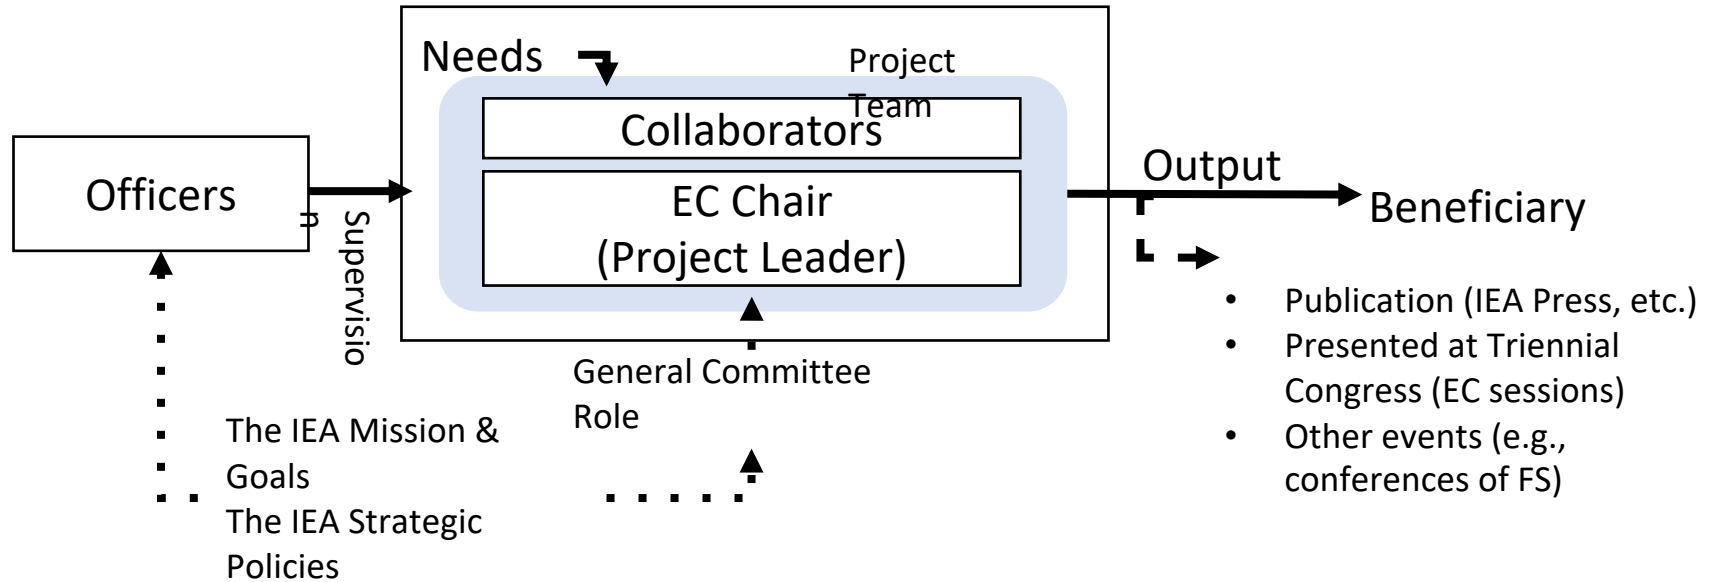 Needs
Project
Team
Collaborators
Officers
Supervisio
n
EC Chair
(Project Leader)
Output
Beneficiary
General Committee
Role
The IEA Mission &
Goals
The IEA Strategic
Policies
• Publication (IEA Press, etc.)
• Presented at Triennial
Congress (EC sessions)
• Other events (e.g.,
conferences of FS)